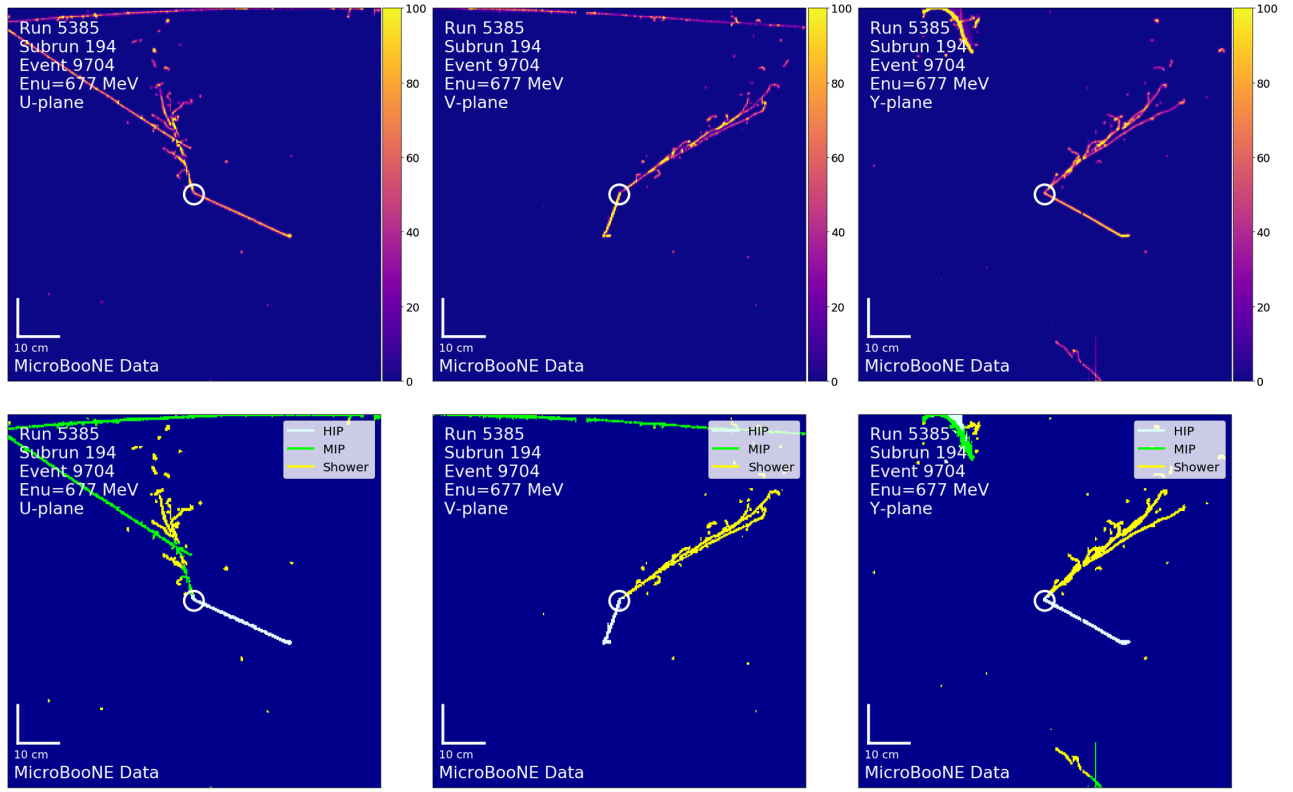 Run 5385
Subrun 194
Event 9704
Enu=677 MeV
U-plane
10 cm
MicroBooNE Data
100
80
60
40
20
0
Run 5385
Subrun 194
Event 9704
Enu=677 MeV
V-plane
10 cm
MicroBooNE Data
100
80
60
40
20
0
Run 5385
Subrun 194
Event 9704
Enu=677 MeV
Y-plane
10 cm
MicroBooNE Data
100
80
60
40
20
0
Run 5385
Subrun 194
Event 9704
Enu=677 MeV
U-plane
HIP
MIP
Shower
10 cm
MicroBooNE Data
Run 5385
Subrun 194
Event 9704
Enu=677 MeV
V-plane
HIP
MIP
Shower
10 cm
MicroBooNE Data
Run 5385
Subrun 194
Event 9704
Enu=677 MeV
Y-plane
HIP
MIP
Shower
10 cm
MicroBooNE Data